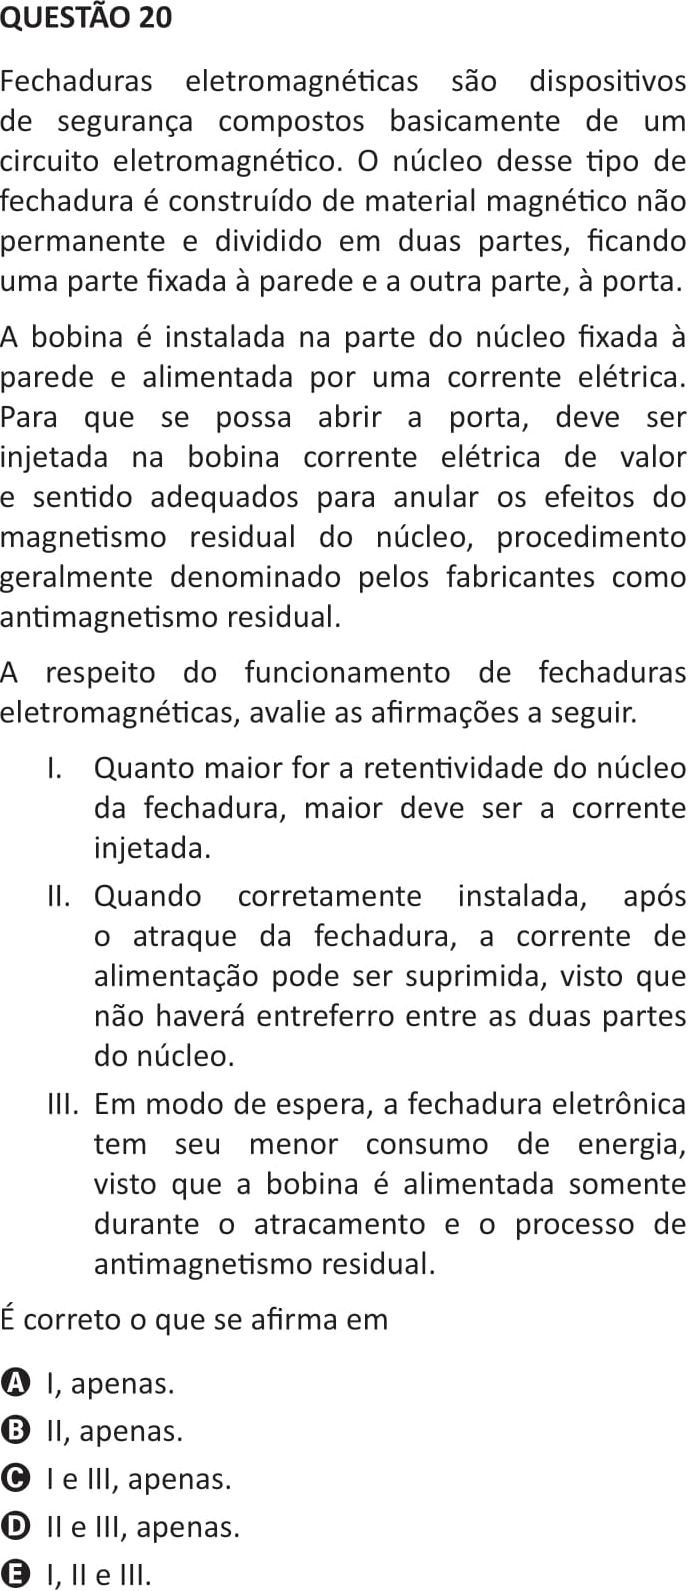 QUESTÃO 20
Fechaduras eletromagnéticas são dispositivos
de segurança compostos basicamente de um
circuito eletromagnético. O núcleo desse tipo de
fechadura é construído de material magnético não
permanente e dividido em duas partes, ficando
uma parte fixada à parede e a outra parte, à porta.
A bobina é instalada na parte do núcleo fixada à
parede e alimentada por uma corrente elétrica.
Para que se possa abrir a porta, deve ser
injetada na bobina corrente elétrica de valor
e sentido adequados para anular os efeitos do
magnetismo residual do núcleo, procedimento
geralmente denominado pelos fabricantes como
antimagnetismo residual.
A respeito do funcionamento de fechaduras
eletromagnéticas, avalie as afirmações a seguir.
I. Quanto maior for a retentividade do núcleo
da fechadura, maior deve ser a corrente
injetada.
II. Quando corretamente instalada, após
o atraque da fechadura, a corrente de
alimentação pode ser suprimida, visto que
não haverá entreferro entre as duas partes
do núcleo.
III. Em modo de espera, a fechadura eletrônica
tem seu menor consumo de energia,
visto que a bobina é alimentada somente
durante o atracamento e o processo de
antimagnetismo residual.
É correto o que se afirma em
A I, apenas.
B II, apenas.
C I e III, apenas.
D II e III, apenas.
E I, II e III.